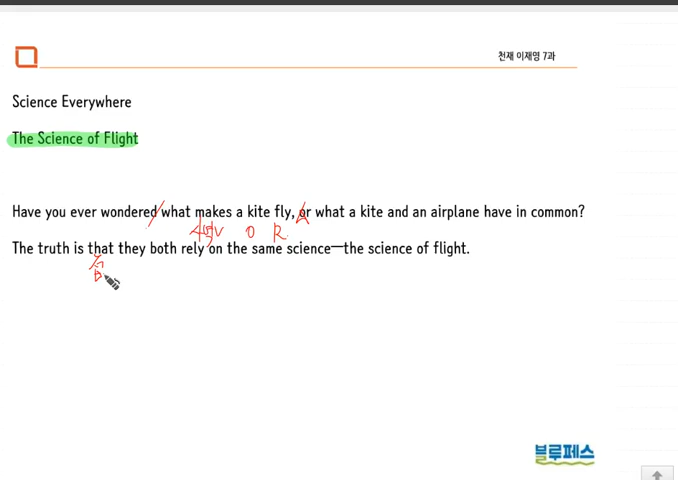 천재 이재영 7과
Science Everywhere
The Science of Flight
Have you ever wondered what makes a kite fly, or what a kite and an airplane have in common?
O
The truth is that they both rely on the same science—the science of flight.
블루페스